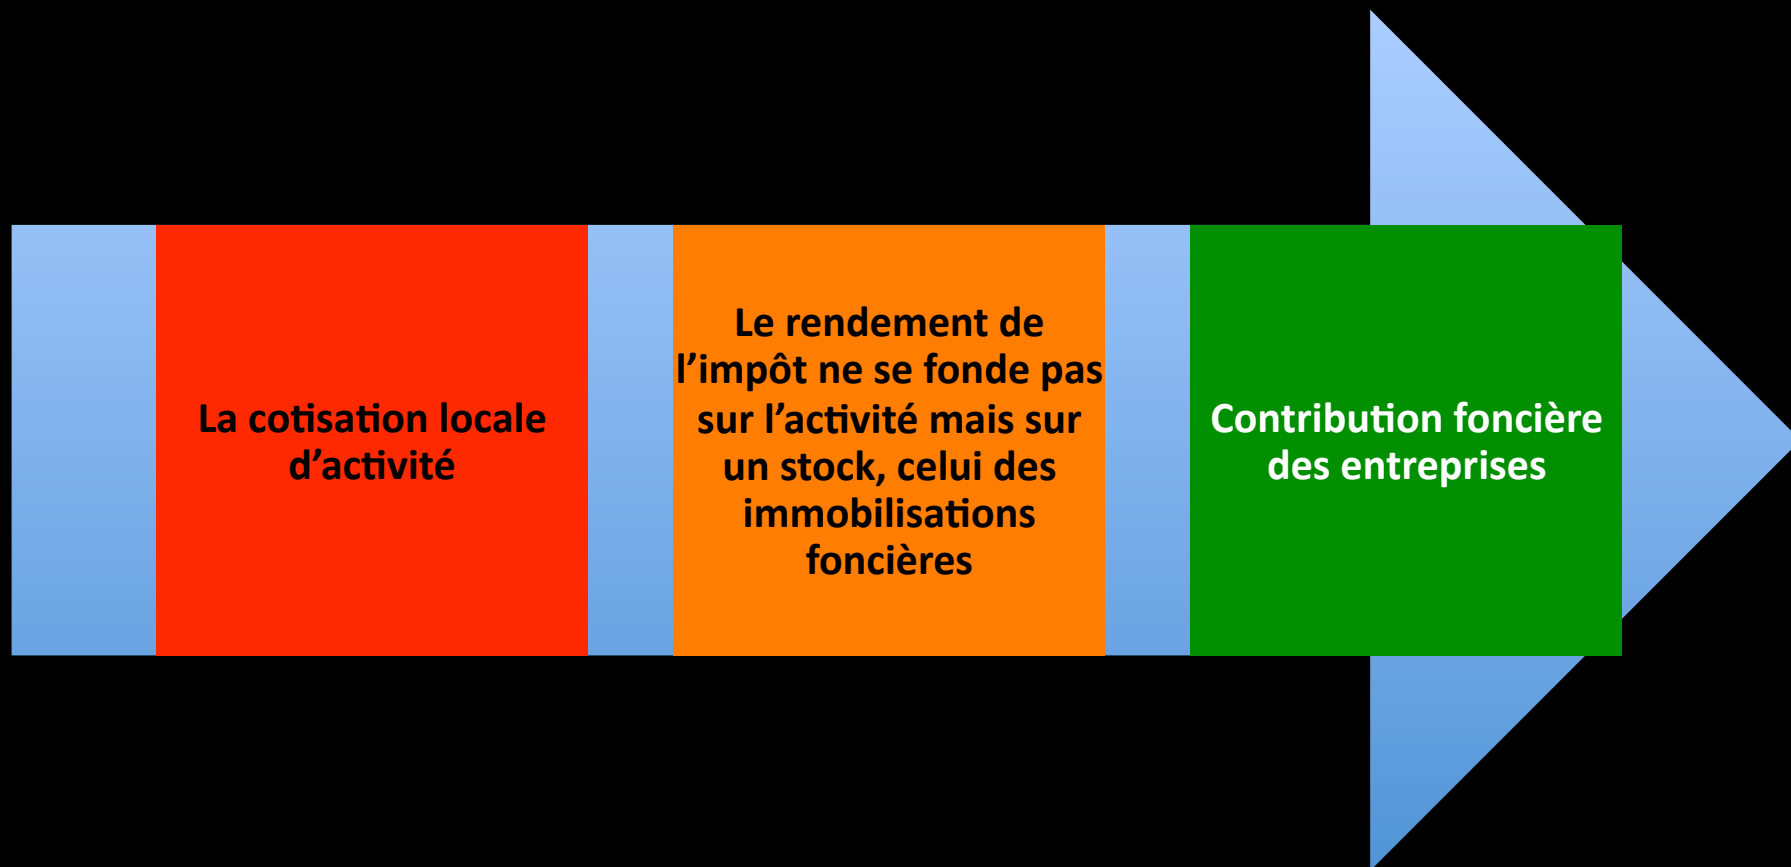 La cotisation locale
d’activité
Le rendement de
l’impôt ne se fonde pas
sur l’activité mais sur
un stock, celui des
immobilisations
foncières
Contribution foncière
des entreprises